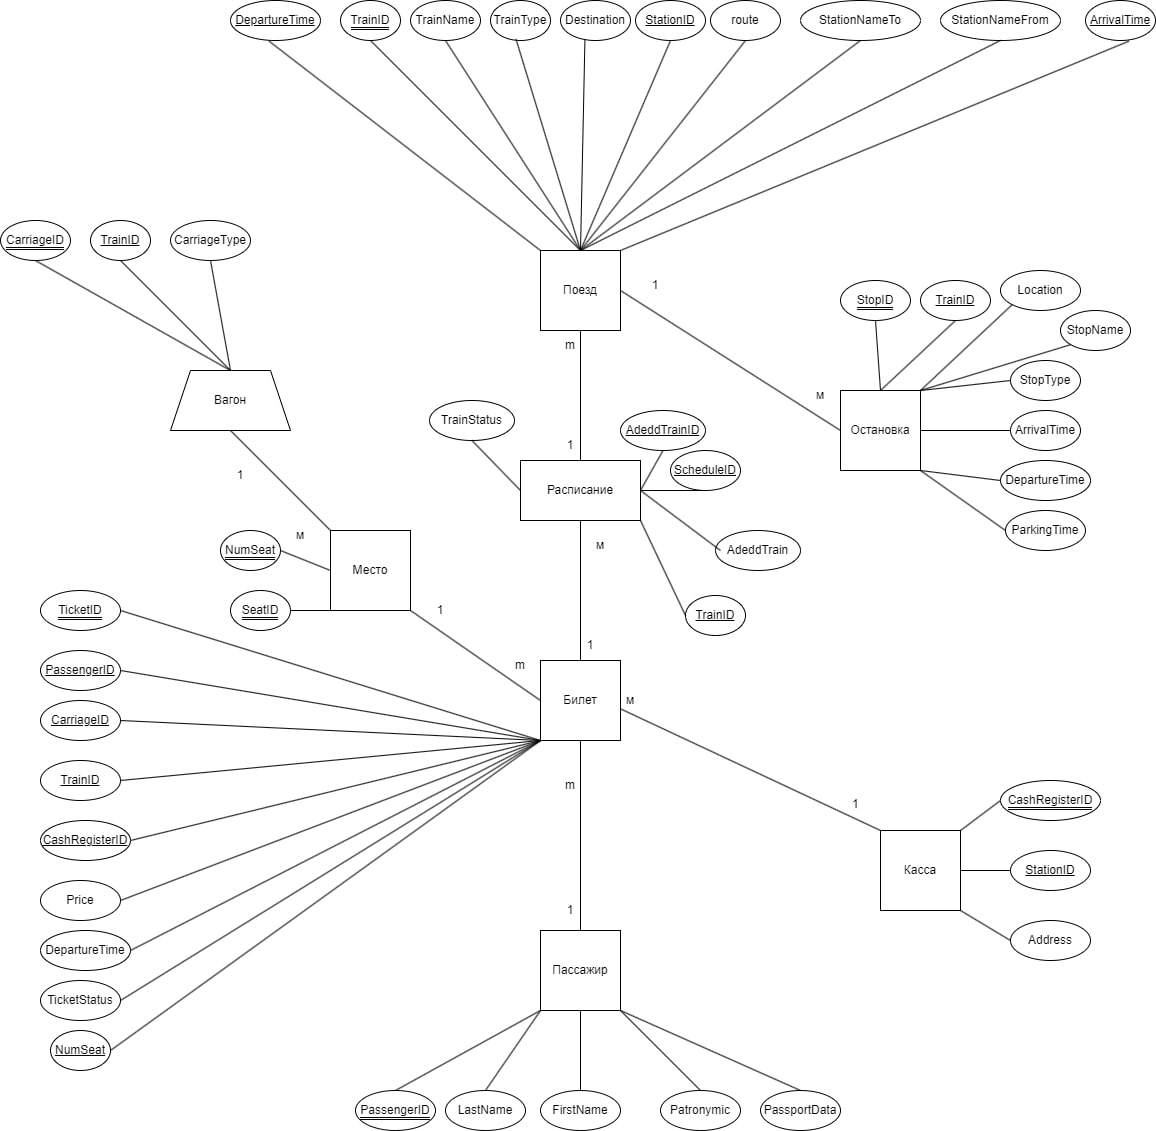 DepartureTime
TrainID
TrainName
TrainType
Destination
StationID
route
StationNameTo
StationNameFrom
ArrivalTime
CarriageID
TrainID
CarriageType
Поезд
1
m
StopID
TrainID
Location
StopName
StopType
ArrivalTime
DepartureTime
ParkingTime
м
Остановка
Вагон
1
м
TrainStatus
1
AdeddTrainID
ScheduleID
Расписание
AdeddTrain
TrainID
м
NumSeat
SeatID
Место
1
m
1
TicketID
PassengerID
CarriageID
TrainID
CashRegisterID
Price
DepartureTime
TicketStatus
NumSeat
Билет
м
m
1
1
CashRegisterID
StationID
Address
Касса
Пассажир
PassengerID
LastName
FirstName
Patronymic
PassportData